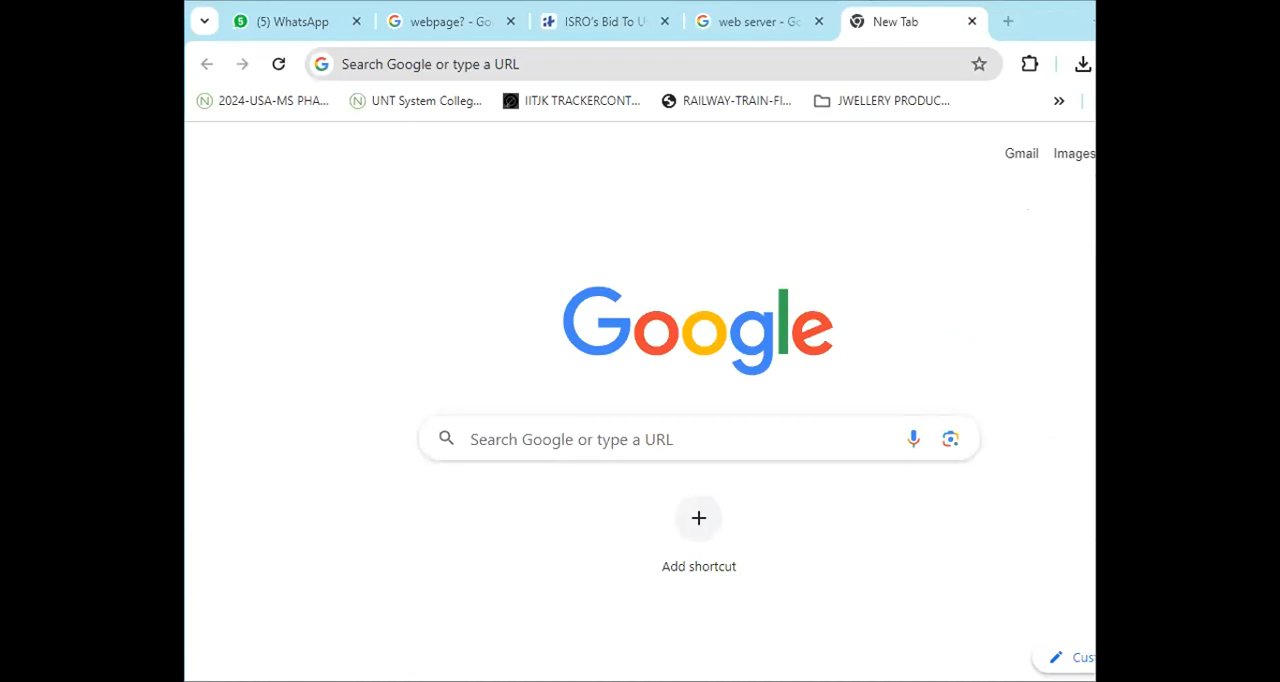 (5) WhatsApp
webpage? - Go
ISRO's Bid To U
web server - Go
New Tab
Search Google or type a URL
2024-USA-MS PHA...
UNT System Colleg...
IITJK TRACKERCONT...
RAILWAY-TRAIN-FI...
JWELLERY PRODUC...
Gmail
Images
Google
Search Google or type a URL
Add shortcut
Cus